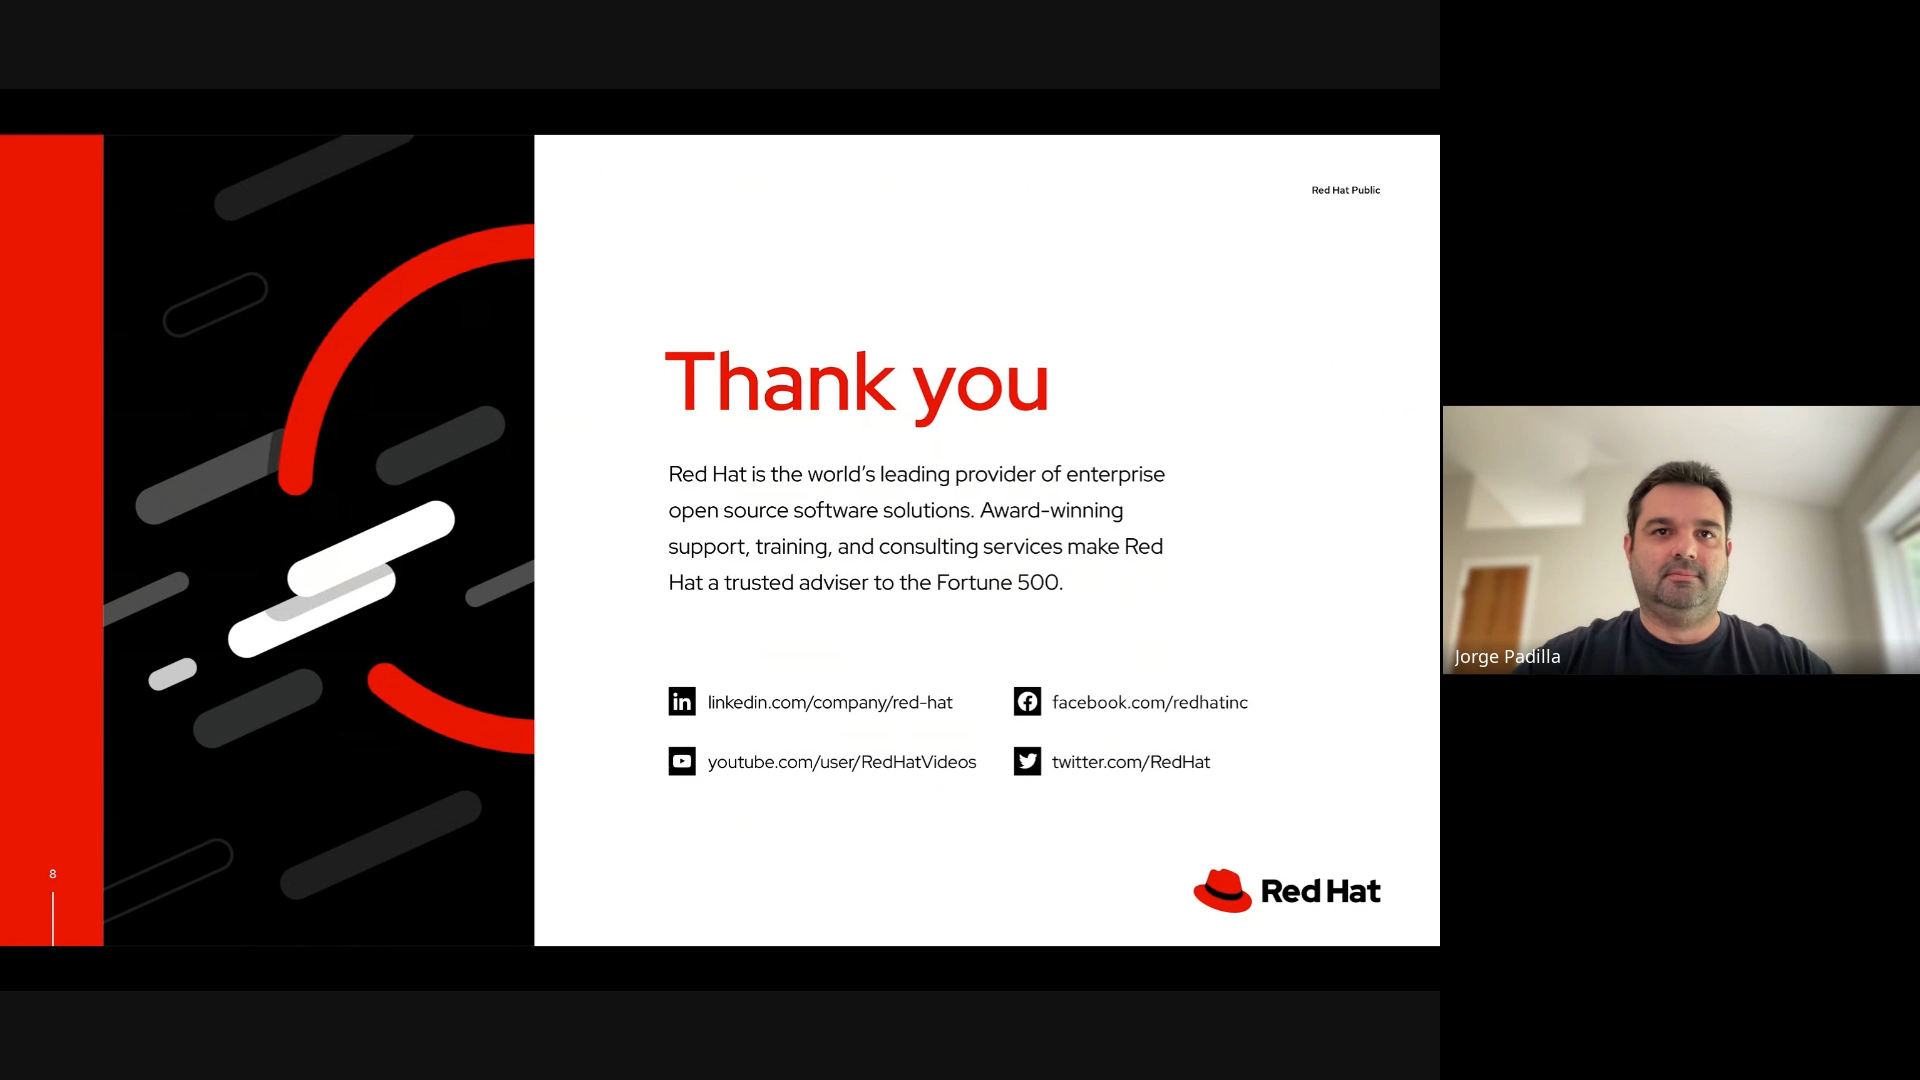 Red Hat Public
Thank you
Red Hat is the world’s leading provider of enterprise
open source software solutions. Award-winning
support, training, and consulting services make Red
Hat a trusted adviser to the Fortune 500.
linkedin.com/company/red-hat
facebook.com/redhatinc
youtube.com/user/RedHatVideos
twitter.com/RedHat
8
Red Hat
Jorge Padilla